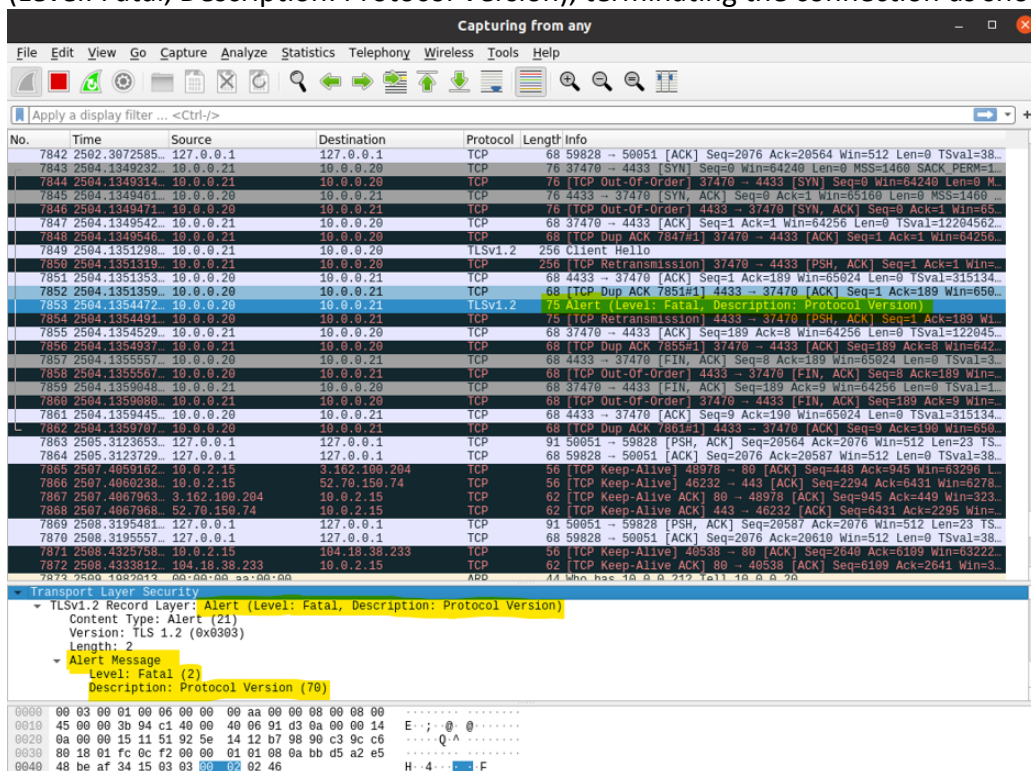 Capturing from any
File Edit View Go Capture Analyze Statistics Telephony Wireless Tools Help
Apply a display filter ... <Ctrl-/>
No. Time Source Destination Protocol Length Info
7842 2502.3072585… 127.0.0.1 127.0.0.1 TCP 68 59828 → 50051 [ACK] Seq=2076 Ack=20564 Win=512 Len=0 TSval=38…
7843 2504.1349232… 10.0.0.21 10.0.0.20 TCP 76 37470 → 4433 [SYN] Seq=0 Win=64240 Len=0 MSS=1460 SACK_PERM=1…
7844 2504.1349314… 10.0.0.21 10.0.0.20 TCP 76 [TCP Out-Of-Order] 37470 → 4433 [SYN] Seq=0 Win=64240 Len=0 M…
7845 2504.1349461… 10.0.0.20 10.0.0.21 TCP 76 4433 → 37470 [SYN, ACK] Seq=0 Ack=1 Win=65160 Len=0 MSS=1460 …
7846 2504.1349471… 10.0.0.20 10.0.0.21 TCP 76 [TCP Out-Of-Order] 4433 → 37470 [SYN, ACK] Seq=0 Ack=1 Win=65…
7847 2504.1349542… 10.0.0.21 10.0.0.20 TCP 68 37470 → 4433 [ACK] Seq=1 Ack=1 Win=64256 Len=0 TSval=12204562…
7848 2504.1349546… 10.0.0.21 10.0.0.20 TCP 68 [TCP Dup ACK 7847#1] 37470 → 4433 [ACK] Seq=1 Ack=1 Win=64256…
7849 2504.1351298… 10.0.0.21 10.0.0.20 TLSv1.2 256 Client Hello
7850 2504.1351319… 10.0.0.21 10.0.0.20 TCP 256 [TCP Retransmission] 37470 → 4433 [PSH, ACK] Seq=1 Ack=1 Win=…
7851 2504.1351353… 10.0.0.20 10.0.0.21 TCP 68 4433 → 37470 [ACK] Seq=1 Ack=189 Win=65024 Len=0 TSval=315134…
7852 2504.1351359… 10.0.0.20 10.0.0.21 TCP 68 [TCP Dup ACK 7851#1] 4433 → 37470 [ACK] Seq=1 Ack=189 Win=650…
7853 2504.1354472… 10.0.0.20 10.0.0.21 TLSv1.2 75 Alert (Level: Fatal, Description: Protocol Version)
7854 2504.1354491… 10.0.0.20 10.0.0.21 TCP 75 [TCP Retransmission] 4433 → 37470 [PSH, ACK] Seq=1 Ack=189 Wi…
7855 2504.1354529… 10.0.0.21 10.0.0.20 TCP 68 37470 → 4433 [ACK] Seq=189 Ack=8 Win=64256 Len=0 TSval=122045…
7856 2504.1354937… 10.0.0.21 10.0.0.20 TCP 68 [TCP Dup ACK 7855#1] 37470 → 4433 [ACK] Seq=189 Ack=8 Win=642…
7857 2504.1355557… 10.0.0.20 10.0.0.21 TCP 68 4433 → 37470 [FIN, ACK] Seq=8 Ack=189 Win=65024 Len=0 TSval=3…
7858 2504.1355567… 10.0.0.20 10.0.0.21 TCP 68 [TCP Out-Of-Order] 4433 → 37470 [FIN, ACK] Seq=8 Ack=189 Win=…
7859 2504.1359048… 10.0.0.21 10.0.0.20 TCP 68 37470 → 4433 [FIN, ACK] Seq=189 Ack=9 Win=64256 Len=0 TSval=1…
7860 2504.1359080… 10.0.0.21 10.0.0.20 TCP 68 [TCP Out-Of-Order] 37470 → 4433 [FIN, ACK] Seq=189 Ack=9 Win=…
7861 2504.1359445… 10.0.0.20 10.0.0.21 TCP 68 4433 → 37470 [ACK] Seq=9 Ack=190 Win=65024 Len=0 TSval=315134…
7862 2504.1359707… 10.0.0.20 10.0.0.21 TCP 68 [TCP Dup ACK 7861#1] 4433 → 37470 [ACK] Seq=9 Ack=190 Win=650…
7863 2505.3123653… 127.0.0.1 127.0.0.1 TCP 91 50051 → 59828 [PSH, ACK] Seq=20564 Ack=2076 Win=512 Len=23 TS…
7864 2505.3123729… 127.0.0.1 127.0.0.1 TCP 68 59828 → 50051 [ACK] Seq=2076 Ack=20587 Win=512 Len=0 TSval=38…
7865 2507.4059162… 10.0.2.15 3.162.100.204 TCP 56 [TCP Keep-Alive] 48978 → 80 [ACK] Seq=448 Ack=945 Win=63296 L…
7866 2507.4060238… 10.0.2.15 52.70.150.74 TCP 56 [TCP Keep-Alive] 46232 → 443 [ACK] Seq=2294 Ack=6431 Win=6278…
7867 2507.4067963… 3.162.100.204 10.0.2.15 TCP 62 [TCP Keep-Alive ACK] 80 → 48978 [ACK] Seq=945 Ack=449 Win=323…
7868 2507.4067968… 52.70.150.74 10.0.2.15 TCP 62 [TCP Keep-Alive ACK] 443 → 46232 [ACK] Seq=6431 Ack=2295 Win=…
7869 2508.3195481… 127.0.0.1 127.0.0.1 TCP 91 50051 → 59828 [PSH, ACK] Seq=20587 Ack=2076 Win=512 Len=23 TS…
7870 2508.3195557… 127.0.0.1 127.0.0.1 TCP 68 59828 → 50051 [ACK] Seq=2076 Ack=20610 Win=512 Len=0 TSval=38…
7871 2508.4325758… 10.0.2.15 104.18.38.233 TCP 56 [TCP Keep-Alive] 40538 → 80 [ACK] Seq=2640 Ack=6109 Win=63222…
7872 2508.4333812… 104.18.38.233 10.0.2.15 TCP 62 [TCP Keep-Alive ACK] 80 → 40538 [ACK] Seq=6109 Ack=2641 Win=3…
7873 2509.1982013 00:00:00 aa:00:00 ARP 44 Who has 10.0.0.21? Tell 10.0.0.20
Transport Layer Security
TLSv1.2 Record Layer: Alert (Level: Fatal, Description: Protocol Version)
Content Type: Alert (21)
Version: TLS 1.2 (0x0303)
Length: 2
Alert Message
Level: Fatal (2)
Description: Protocol Version (70)
0000 00 03 00 01 00 06 00 00 00 aa 00 00 08 00 08 00 ········ ········
0010 45 00 00 3b 94 c1 40 00 40 06 91 d3 0a 00 00 14 E··;··@· @·······
0020 0a 00 00 15 11 51 92 5e 14 12 b7 98 90 c3 9c c6 ·····Q·^ ········
0030 80 18 01 fc 0c f2 00 00 01 01 08 0a bb d5 a2 e5 ········ ········
0040 48 be af 34 15 03 03 00 02 02 46 H··4···· ··F